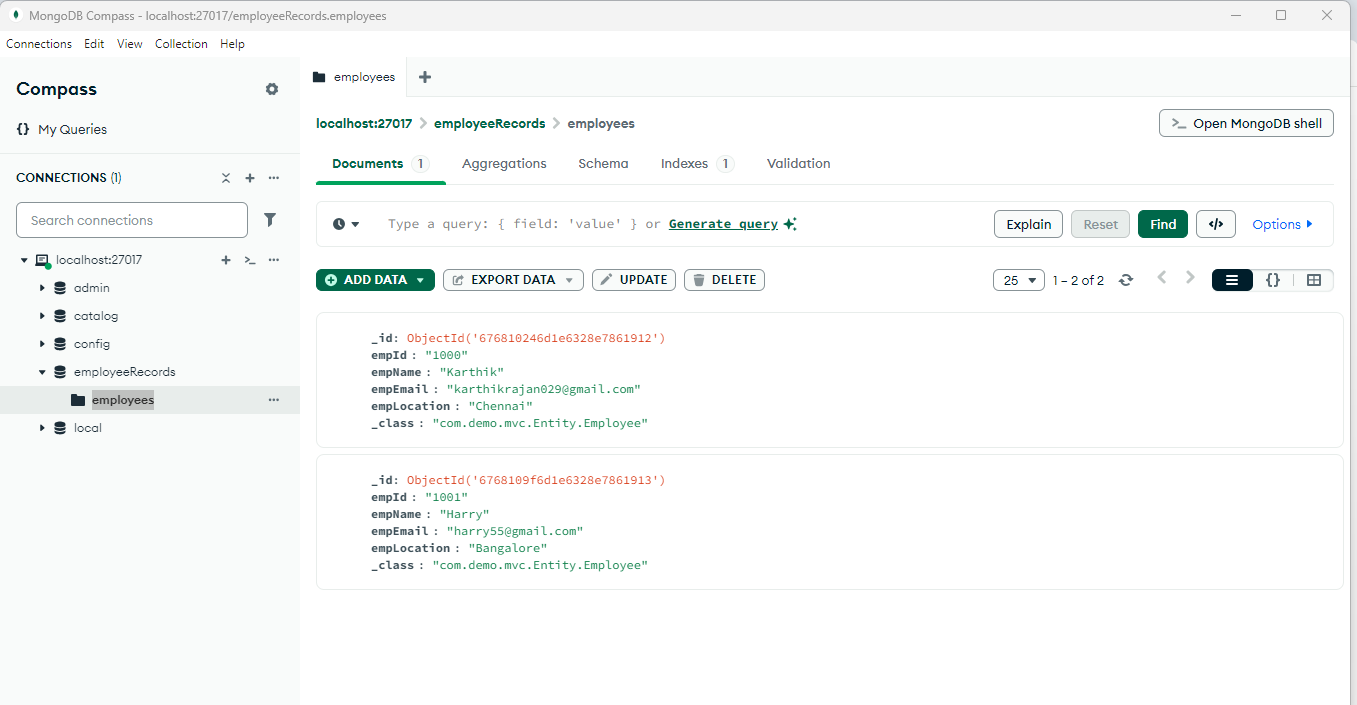 MongoDB Compass - localhost:27017/employeeRecords.employees
Connections Edit View Collection Help
Compass
{} My Queries
CONNECTIONS (1)
Search connections
localhost:27017
admin
catalog
config
employeeRecords
employees
local
employees
localhost:27017 > employeeRecords > employees
>_ Open MongoDB shell
Documents 1 Aggregations Schema Indexes 1 Validation
Type a query: { field: 'value' } or Generate query
Explain Reset Find </> Options
ADD DATA EXPORT DATA UPDATE DELETE
25 1 – 2 of 2 {}
_id: ObjectId('676810246d1e6328e7861912')
empId : "1000"
empName : "Karthik"
empEmail : "karthikrajan029@gmail.com"
empLocation : "Chennai"
_class : "com.demo.mvc.Entity.Employee"
_id: ObjectId('6768109f6d1e6328e7861913')
empId : "1001"
empName : "Harry"
empEmail : "harry55@gmail.com"
empLocation : "Bangalore"
_class : "com.demo.mvc.Entity.Employee"